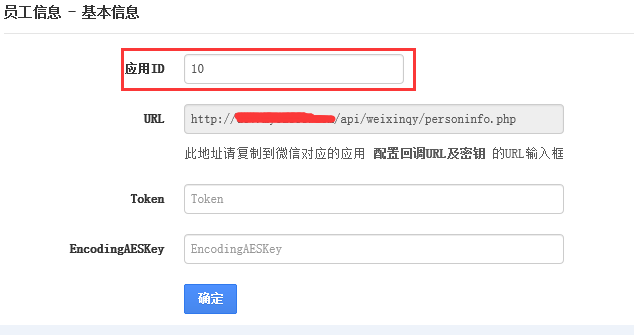 员工信息 - 基本信息
应用ID 10
URL http:// /api/weixinqy/personinfo.php
此地址请复制到微信对应的应用 配置回调URL及密钥 的URL输入框
Token Token
EncodingAESKey EncodingAESKey
确定